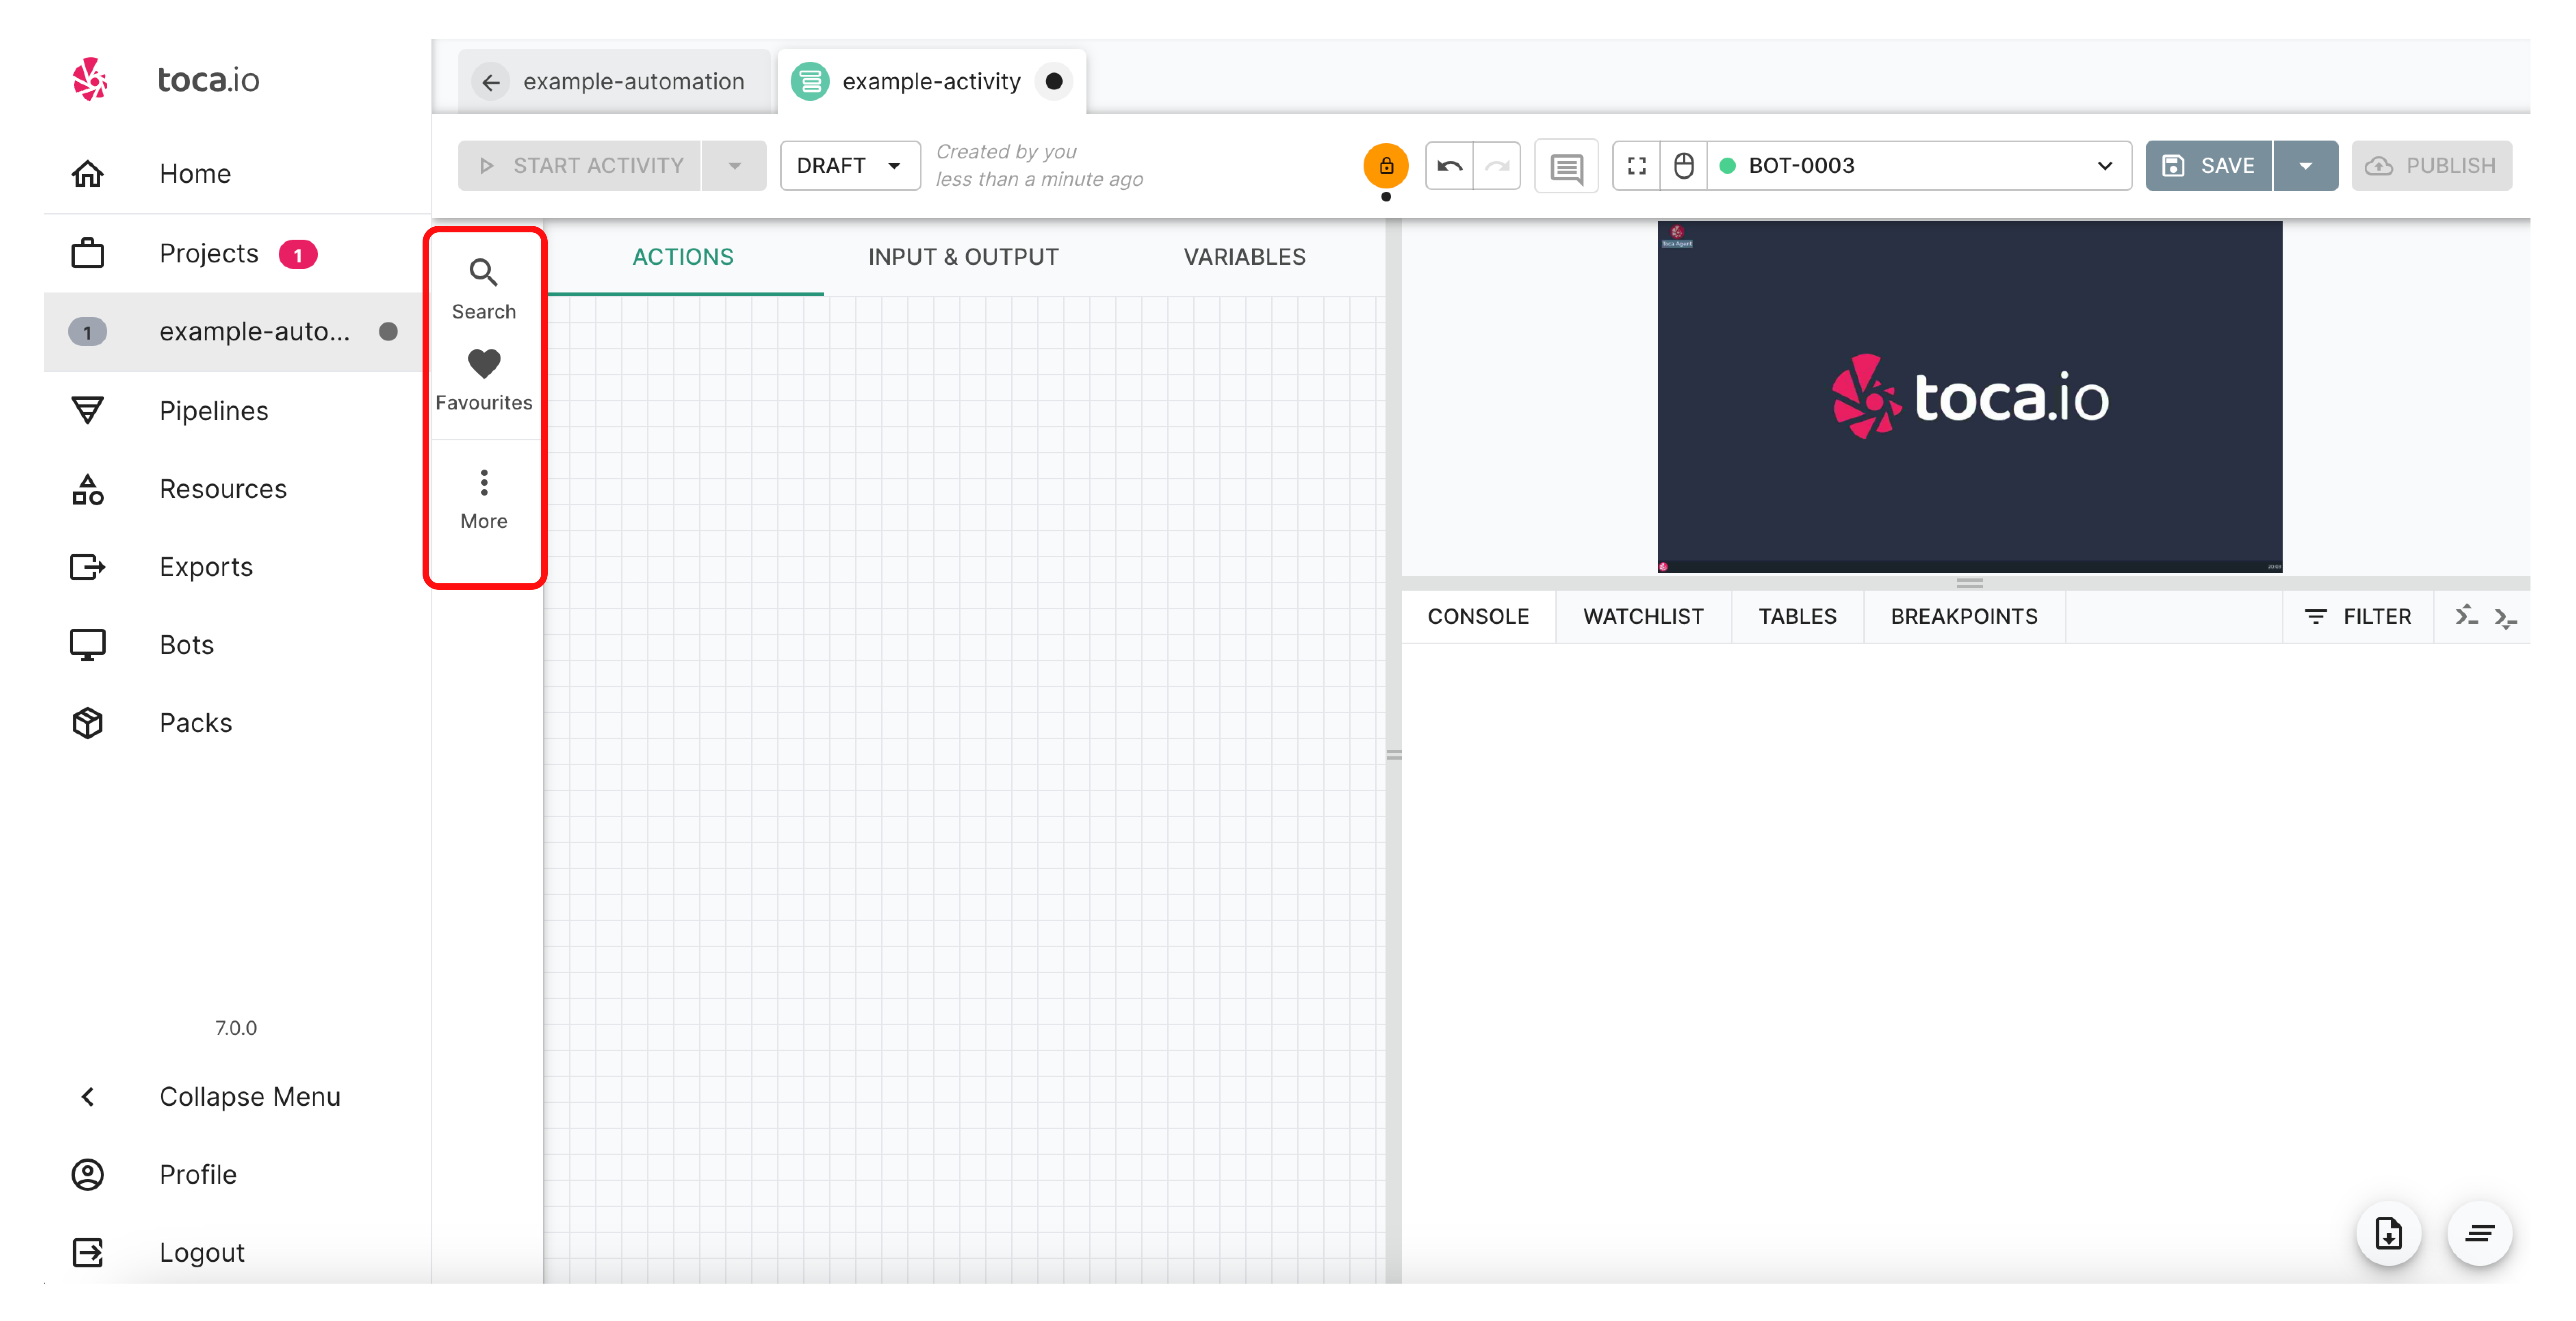 toca.io
Home
Projects 1
1 example-auto...
Pipelines
Resources
Exports
Bots
Packs
7.0.0
Collapse Menu
Profile
Logout
example-automation
example-activity
START ACTIVITY
DRAFT
Created by you
less than a minute ago
BOT-0003
SAVE
PUBLISH
Search
Favourites
More
ACTIONS
INPUT & OUTPUT
VARIABLES
Toca Agent
toca.io
CONSOLE
WATCHLIST
TABLES
BREAKPOINTS
FILTER